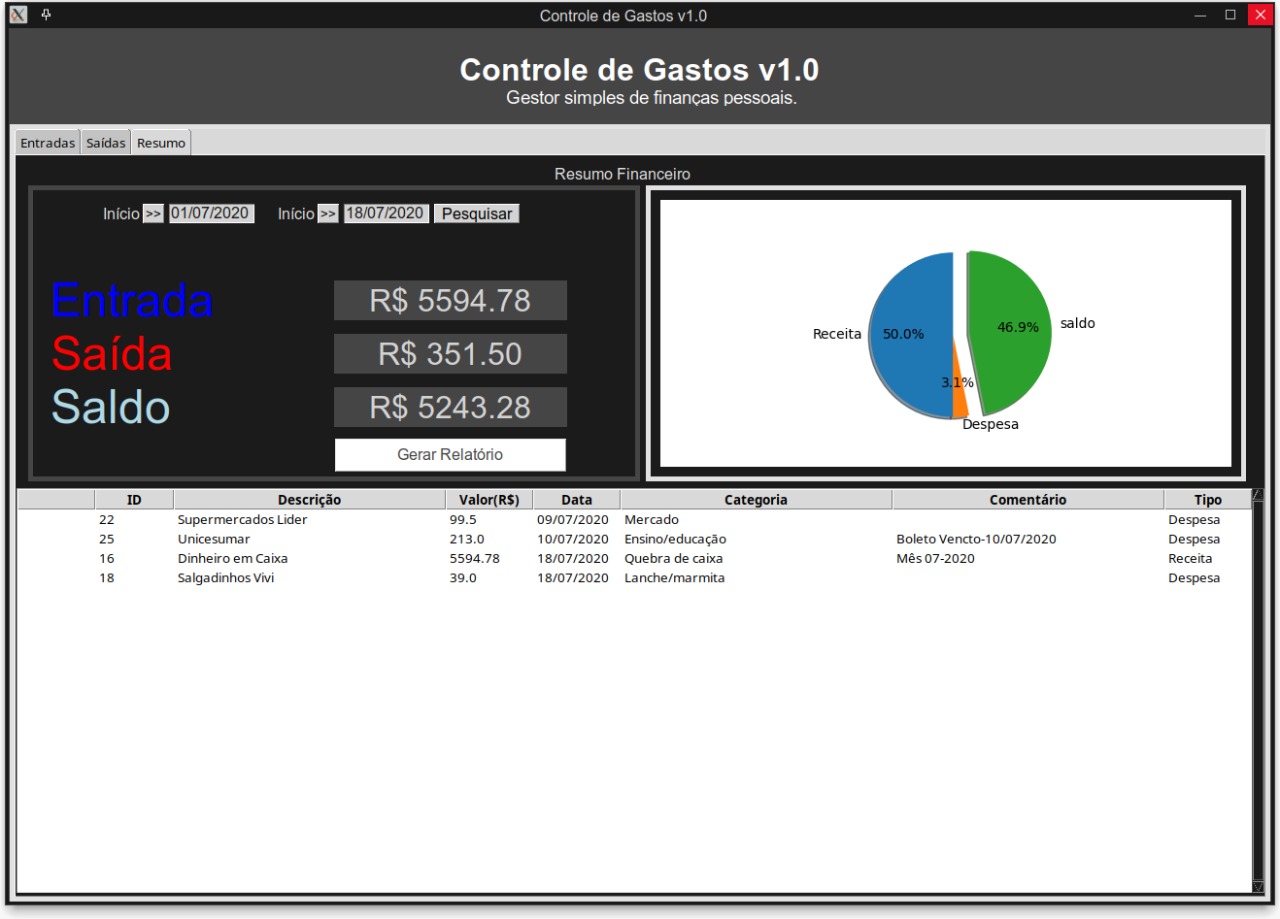 Controle de Gastos v1.0
Controle de Gastos v1.0
Gestor simples de finanças pessoais.
Entradas Saídas Resumo
Resumo Financeiro
Início >> 01/07/2020 Início >> 18/07/2020 Pesquisar
Entrada R$ 5594.78
Saída R$ 351.50
Saldo R$ 5243.28
Gerar Relatório
Receita 50.0% 46.9% saldo
3.1%
Despesa
ID Descrição Valor(R$) Data Categoria Comentário Tipo
22 Supermercados Lider 99.5 09/07/2020 Mercado Despesa
25 Unicesumar 213.0 10/07/2020 Ensino/educação Boleto Vencto-10/07/2020 Despesa
16 Dinheiro em Caixa 5594.78 18/07/2020 Quebra de caixa Mês 07-2020 Receita
18 Salgadinhos Vivi 39.0 18/07/2020 Lanche/marmita Despesa